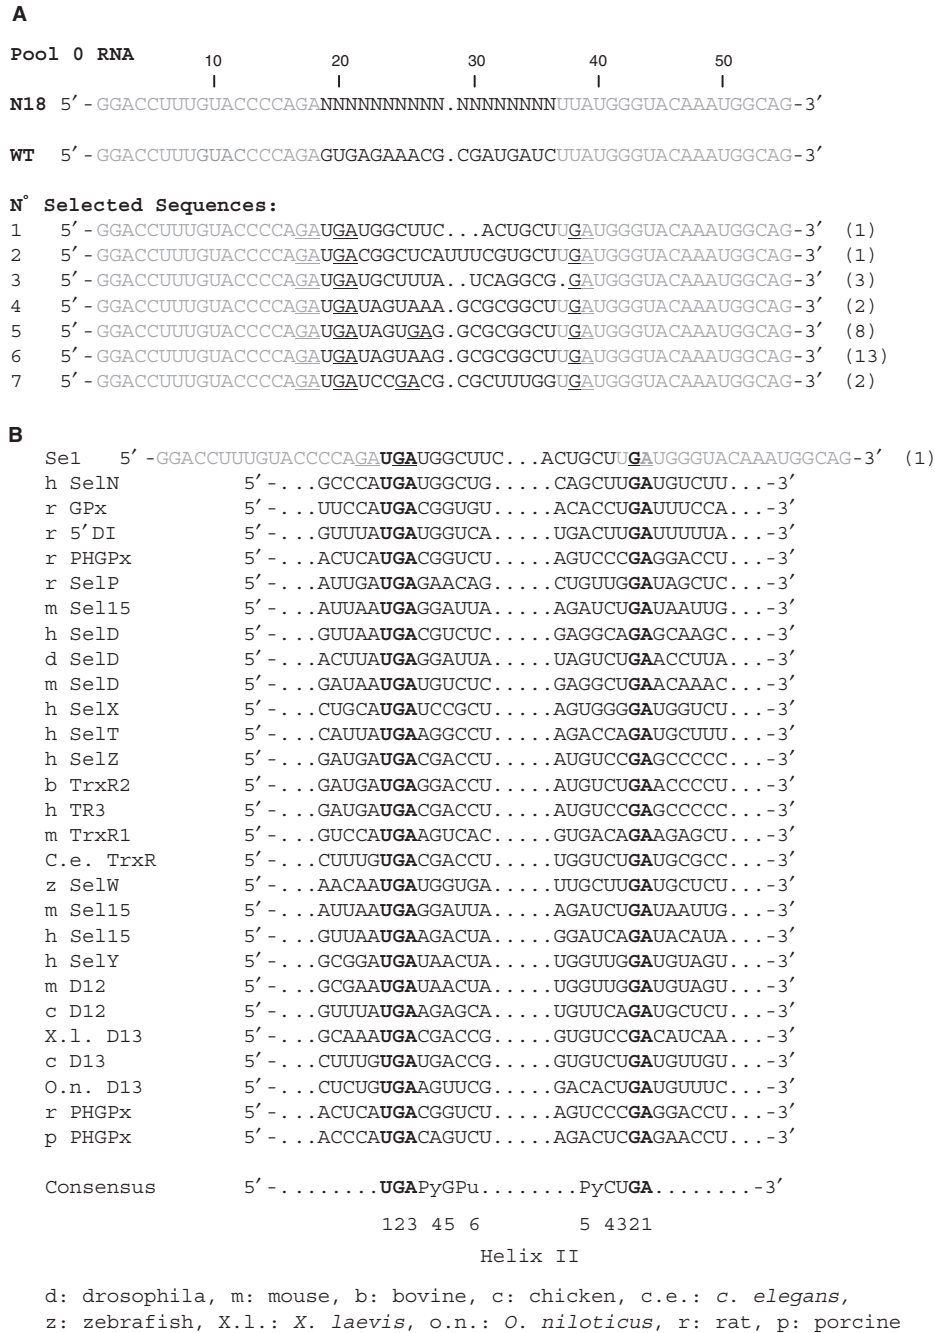 A
Pool 0 RNA
10 20 30 40 50
N18 5′-GGACCUUUGUACCCCAGANNNNNNNNNN.NNNNNNNNUUAUGGGUACAAAUGGCAG-3′
WT 5′-GGACCUUUGUACCCCAGAGUGAGAAACG.CGAUGAUCUUAUGGGUACAAAUGGCAG-3′
N° Selected Sequences:
1 5′-GGACCUUUGUACCCCAGAUGAUGGCUUC...ACUGCUUGAUGGGUACAAAUGGCAG-3′ (1)
2 5′-GGACCUUUGUACCCCAGAUGACGGCUCAUUUCGUGCUUGAUGGGUACAAAUGGCAG-3′ (1)
3 5′-GGACCUUUGUACCCCAGAUGAUGCUUUA..UCAGGCG.GAUGGGUACAAAUGGCAG-3′ (3)
4 5′-GGACCUUUGUACCCCAGAUGAUAGUAAA.GCGCGGCUUGAUGGGUACAAAUGGCAG-3′ (2)
5 5′-GGACCUUUGUACCCCAGAUGAUAGUGAG.GCGCGGCUUGAUGGGUACAAAUGGCAG-3′ (8)
6 5′-GGACCUUUGUACCCCAGAUGAUAGUAAG.GCGCGGCUUGAUGGGUACAAAUGGCAG-3′ (13)
7 5′-GGACCUUUGUACCCCAGAUGAUCCGACG.CGCUUUGGUGAUGGGUACAAAUGGCAG-3′ (2)
B
Se1 5′-GGACCUUUGUACCCCAGAUGAUGGCUUC...ACUGCUUGAUGGGUACAAAUGGCAG-3′ (1)
h SelN 5′-...GCCCAUGAUGGCUG.....CAGCUUGAUGUCUU...-3′
r GPx 5′-...UUCCAUGACGGUGU.....ACACCUGAUUUCCA...-3′
r 5′DI 5′-...GUUUAUGAUGGUCA.....UGACUUGAUUUUUA...-3′
r PHGPx 5′-...ACUCAUGACGGUCU.....AGUCCCGAGGACCU...-3′
r SelP 5′-...AUUGAUGAGAACAG.....CUGUUGGAUAGCUC...-3′
m Sel15 5′-...AUUAAUGAGGAUUA.....AGAUCUGAUAAUUG...-3′
h SelD 5′-...GUUAAUGACGUCUC.....GAGGCAGAGCAAGC...-3′
d SelD 5′-...ACUUAUGAGGAUUA.....UAGUCUGAACCUUA...-3′
m SelD 5′-...GAUAAUGAUGUCUC.....GAGGCUGAACAAAC...-3′
h SelX 5′-...CUGCAUGAUCCGCU.....AGUGGGGAUGGUCU...-3′
h SelT 5′-...CAUUAUGAAGGCCU.....AGACCAGAUGCUUU...-3′
h SelZ 5′-...GAUGAUGACGACCU.....AUGUCCGAGCCCCC...-3′
b TrxR2 5′-...GAUGAUGAGGACCU.....AUGUCUGAACCCCU...-3′
h TR3 5′-...GAUGAUGACGACCU.....AUGUCCGAGCCCCC...-3′
m TrxR1 5′-...GUCCAUGAAGUCAC.....GUGACAGAAGAGCU...-3′
C.e. TrxR 5′-...CUUUGUGACGACCU.....UGGUCUGAUGCGCC...-3′
z SelW 5′-...AACAAUGAUGGUGA.....UUGCUUGAUGCUCU...-3′
m Sel15 5′-...AUUAAUGAGGAUUA.....AGAUCUGAUAAUUG...-3′
h Sel15 5′-...GUUAAUGAAGACUA.....GGAUCAGAUACAUA...-3′
h SelY 5′-...GCGGAUGAUAACUA.....UGGUUGGAUGUAGU...-3′
m D12 5′-...GCGAAUGAUAACUA.....UGGUUGGAUGUAGU...-3′
c D12 5′-...GUUUAUGAAGAGCA.....UGUUCAGAUGCUCU...-3′
X.l. D13 5′-...GCAAAUGACGACCG.....GUGUCCGACAUCAA...-3′
c D13 5′-...CUUUGUGAUGACCG.....GUGUCUGAUGUUGU...-3′
O.n. D13 5′-...CUCUGUGAAGUUCG.....GACACUGAUGUUUC...-3′
r PHGPx 5′-...ACUCAUGACGGUCU.....AGUCCCGAGGACCU...-3′
p PHGPx 5′-...ACCCAUGACAGUCU.....AGACUCGAGAACCU...-3′
Consensus 5′-........UGAPyGPu........PyCUGA........-3′
123 45 6 5 4321
Helix II
d: drosophila, m: mouse, b: bovine, c: chicken, c.e.: c. elegans,
z: zebrafish, X.l.: X. laevis, o.n.: O. niloticus, r: rat, p: porcine